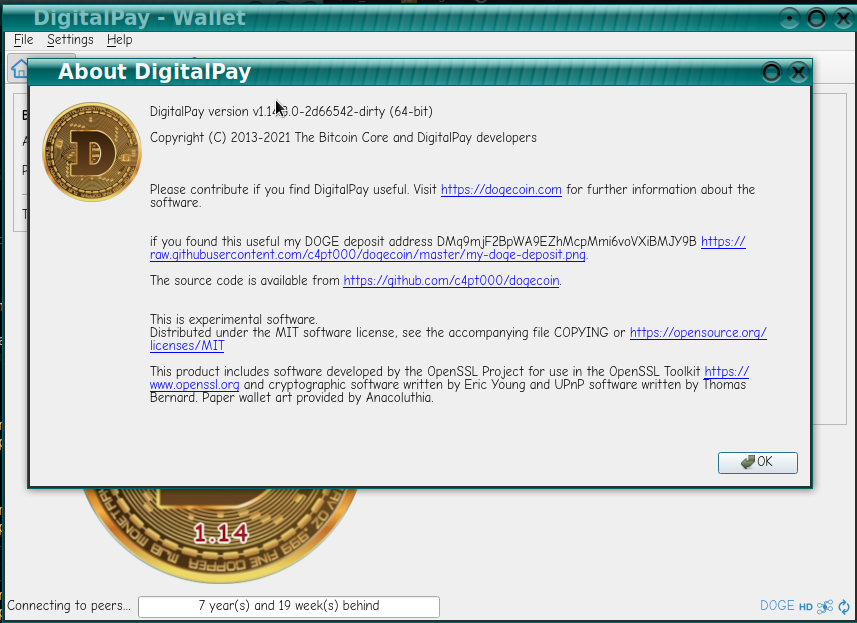 DigitalPay - Wallet
File Settings Help
About DigitalPay
DigitalPay version v1.14.3.0-2d66542-dirty (64-bit)
Copyright (C) 2013-2021 The Bitcoin Core and DigitalPay developers
Please contribute if you find DigitalPay useful. Visit https://dogecoin.com for further information about the
software.
if you found this useful my DOGE deposit address DMq9mjF2BpWA9EZhMcpMmi6voVXiBMJY9B https://
raw.githubusercontent.com/c4pt000/dogecoin/master/my-doge-deposit.png.
The source code is available from https://github.com/c4pt000/dogecoin.
This is experimental software.
Distributed under the MIT software license, see the accompanying file COPYING or https://opensource.org/
licenses/MIT
This product includes software developed by the OpenSSL Project for use in the OpenSSL Toolkit https://
www.openssl.org and cryptographic software written by Eric Young and UPnP software written by Thomas
Bernard. Paper wallet art provided by Anacoluthia.
OK
1.14
Connecting to peers... 7 year(s) and 19 week(s) behind DOGE HD